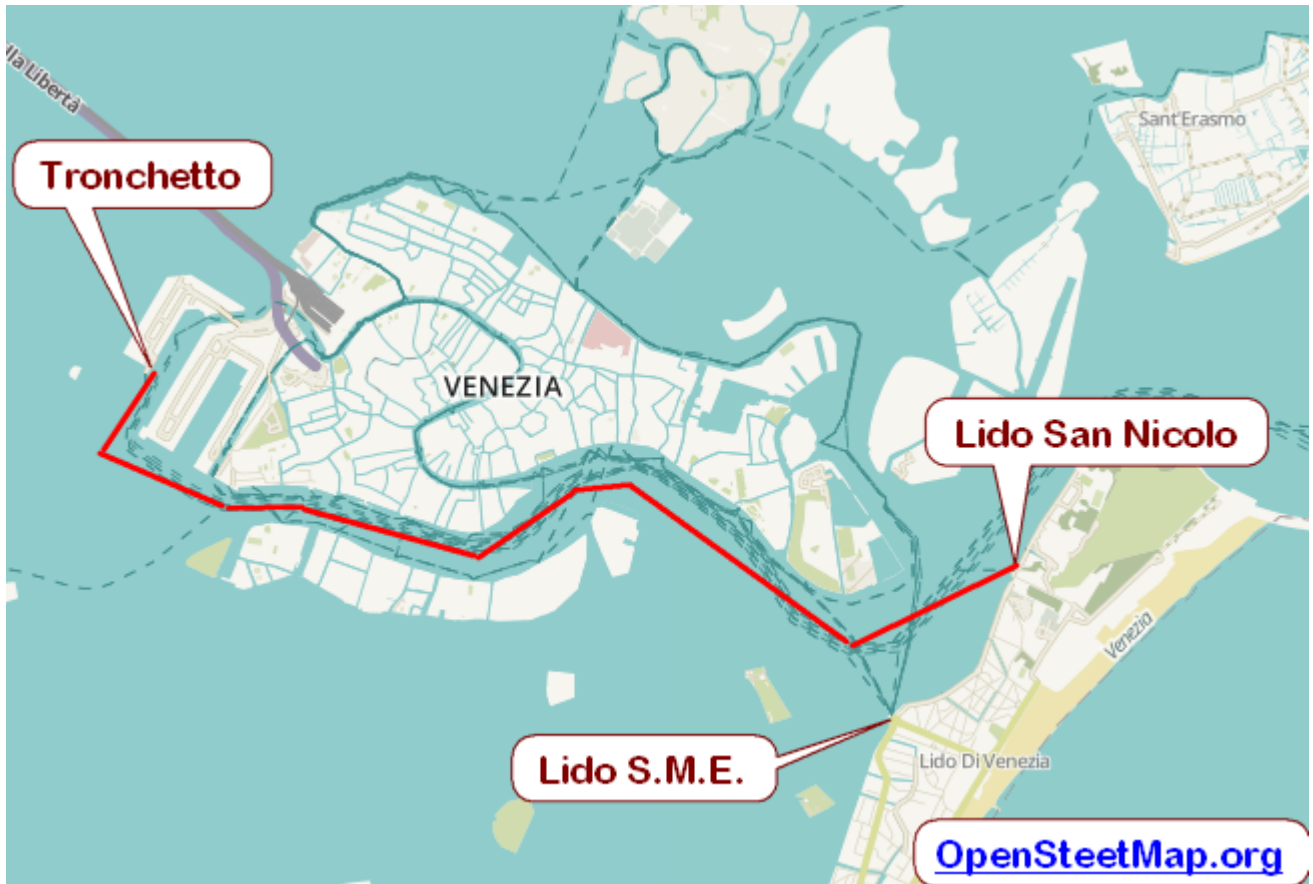 lla Libertà
Sant'Erasmo
Tronchetto
VENEZIA
Lido San Nicolo
Venezia
Lido S.M.E.
Lido Di Venezia
OpenSteetMap.org